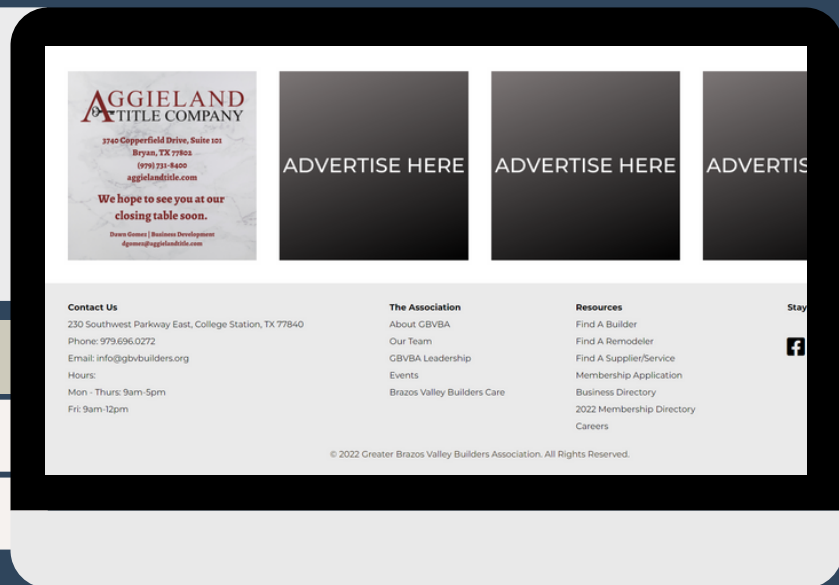 AGGIELAND
TITLE COMPANY
3740 Copperfield Drive, Suite 101
Bryan, TX 77802
(979) 731-8400
aggielandtitle.com
We hope to see you at our
closing table soon.
Dawn Gomez | Business Development
dgomez@aggielandtitle.com
ADVERTISE HERE
ADVERTISE HERE
ADVERTIS
Contact Us
230 Southwest Parkway East, College Station, TX 77840
Phone: 979.696.0272
Email: info@gbvbuilders.org
Hours:
Mon - Thurs: 9am-5pm
Fri: 9am-12pm
The Association
About GBVBA
Our Team
GBVBA Leadership
Events
Brazos Valley Builders Care
Resources
Find A Builder
Find A Remodeler
Find A Supplier/Service
Membership Application
Business Directory
2022 Membership Directory
Careers
Stay
© 2022 Greater Brazos Valley Builders Association. All Rights Reserved.